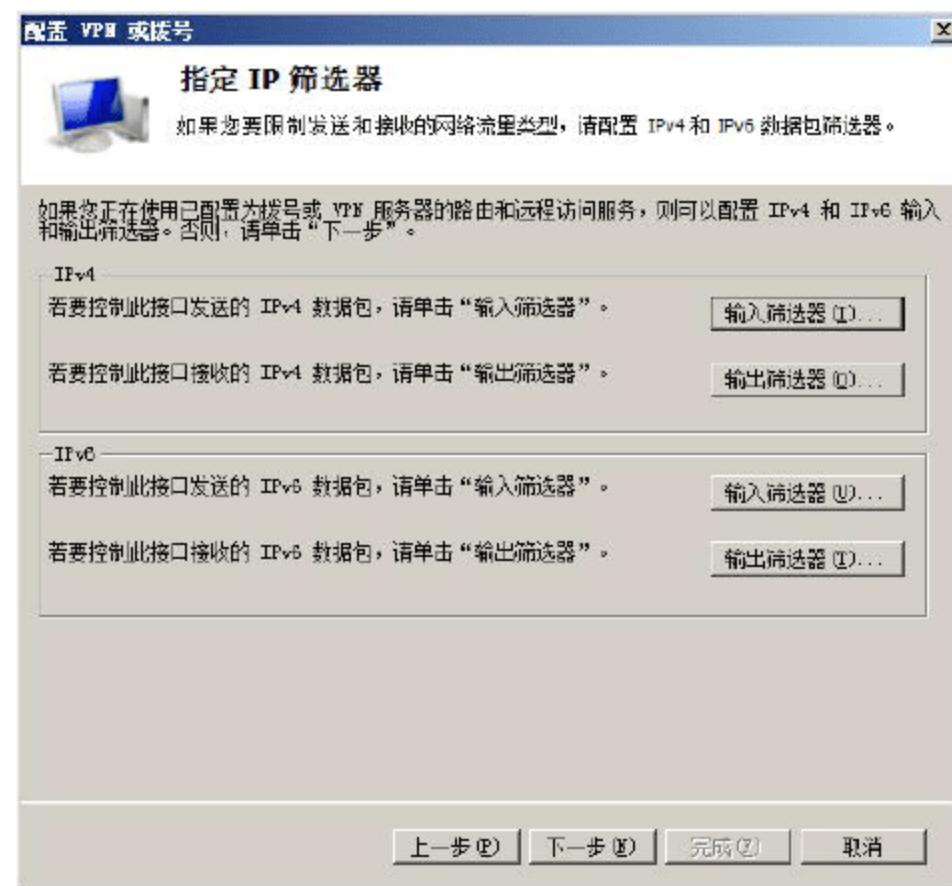 配置 VPN 或拨号
指定 IP 筛选器
如果您要限制发送和接收的网络流量类型，请配置 IPv4 和 IPv6 数据包筛选器。
如果您正在使用已配置为拨号或 VPN 服务器的路由和远程访问服务，则可以配置 IPv4 和 IPv6 输入
和输出筛选器。否则，请单击“下一步”。
IPv4
若要控制此接口发送的 IPv4 数据包，请单击“输入筛选器”。
输入筛选器(I)...
若要控制此接口接收的 IPv4 数据包，请单击“输出筛选器”。
输出筛选器(O)...
IPv6
若要控制此接口发送的 IPv6 数据包，请单击“输入筛选器”。
输入筛选器(U)...
若要控制此接口接收的 IPv6 数据包，请单击“输出筛选器”。
输出筛选器(T)...
上一步(P)
下一步(N)
完成(F)
取消